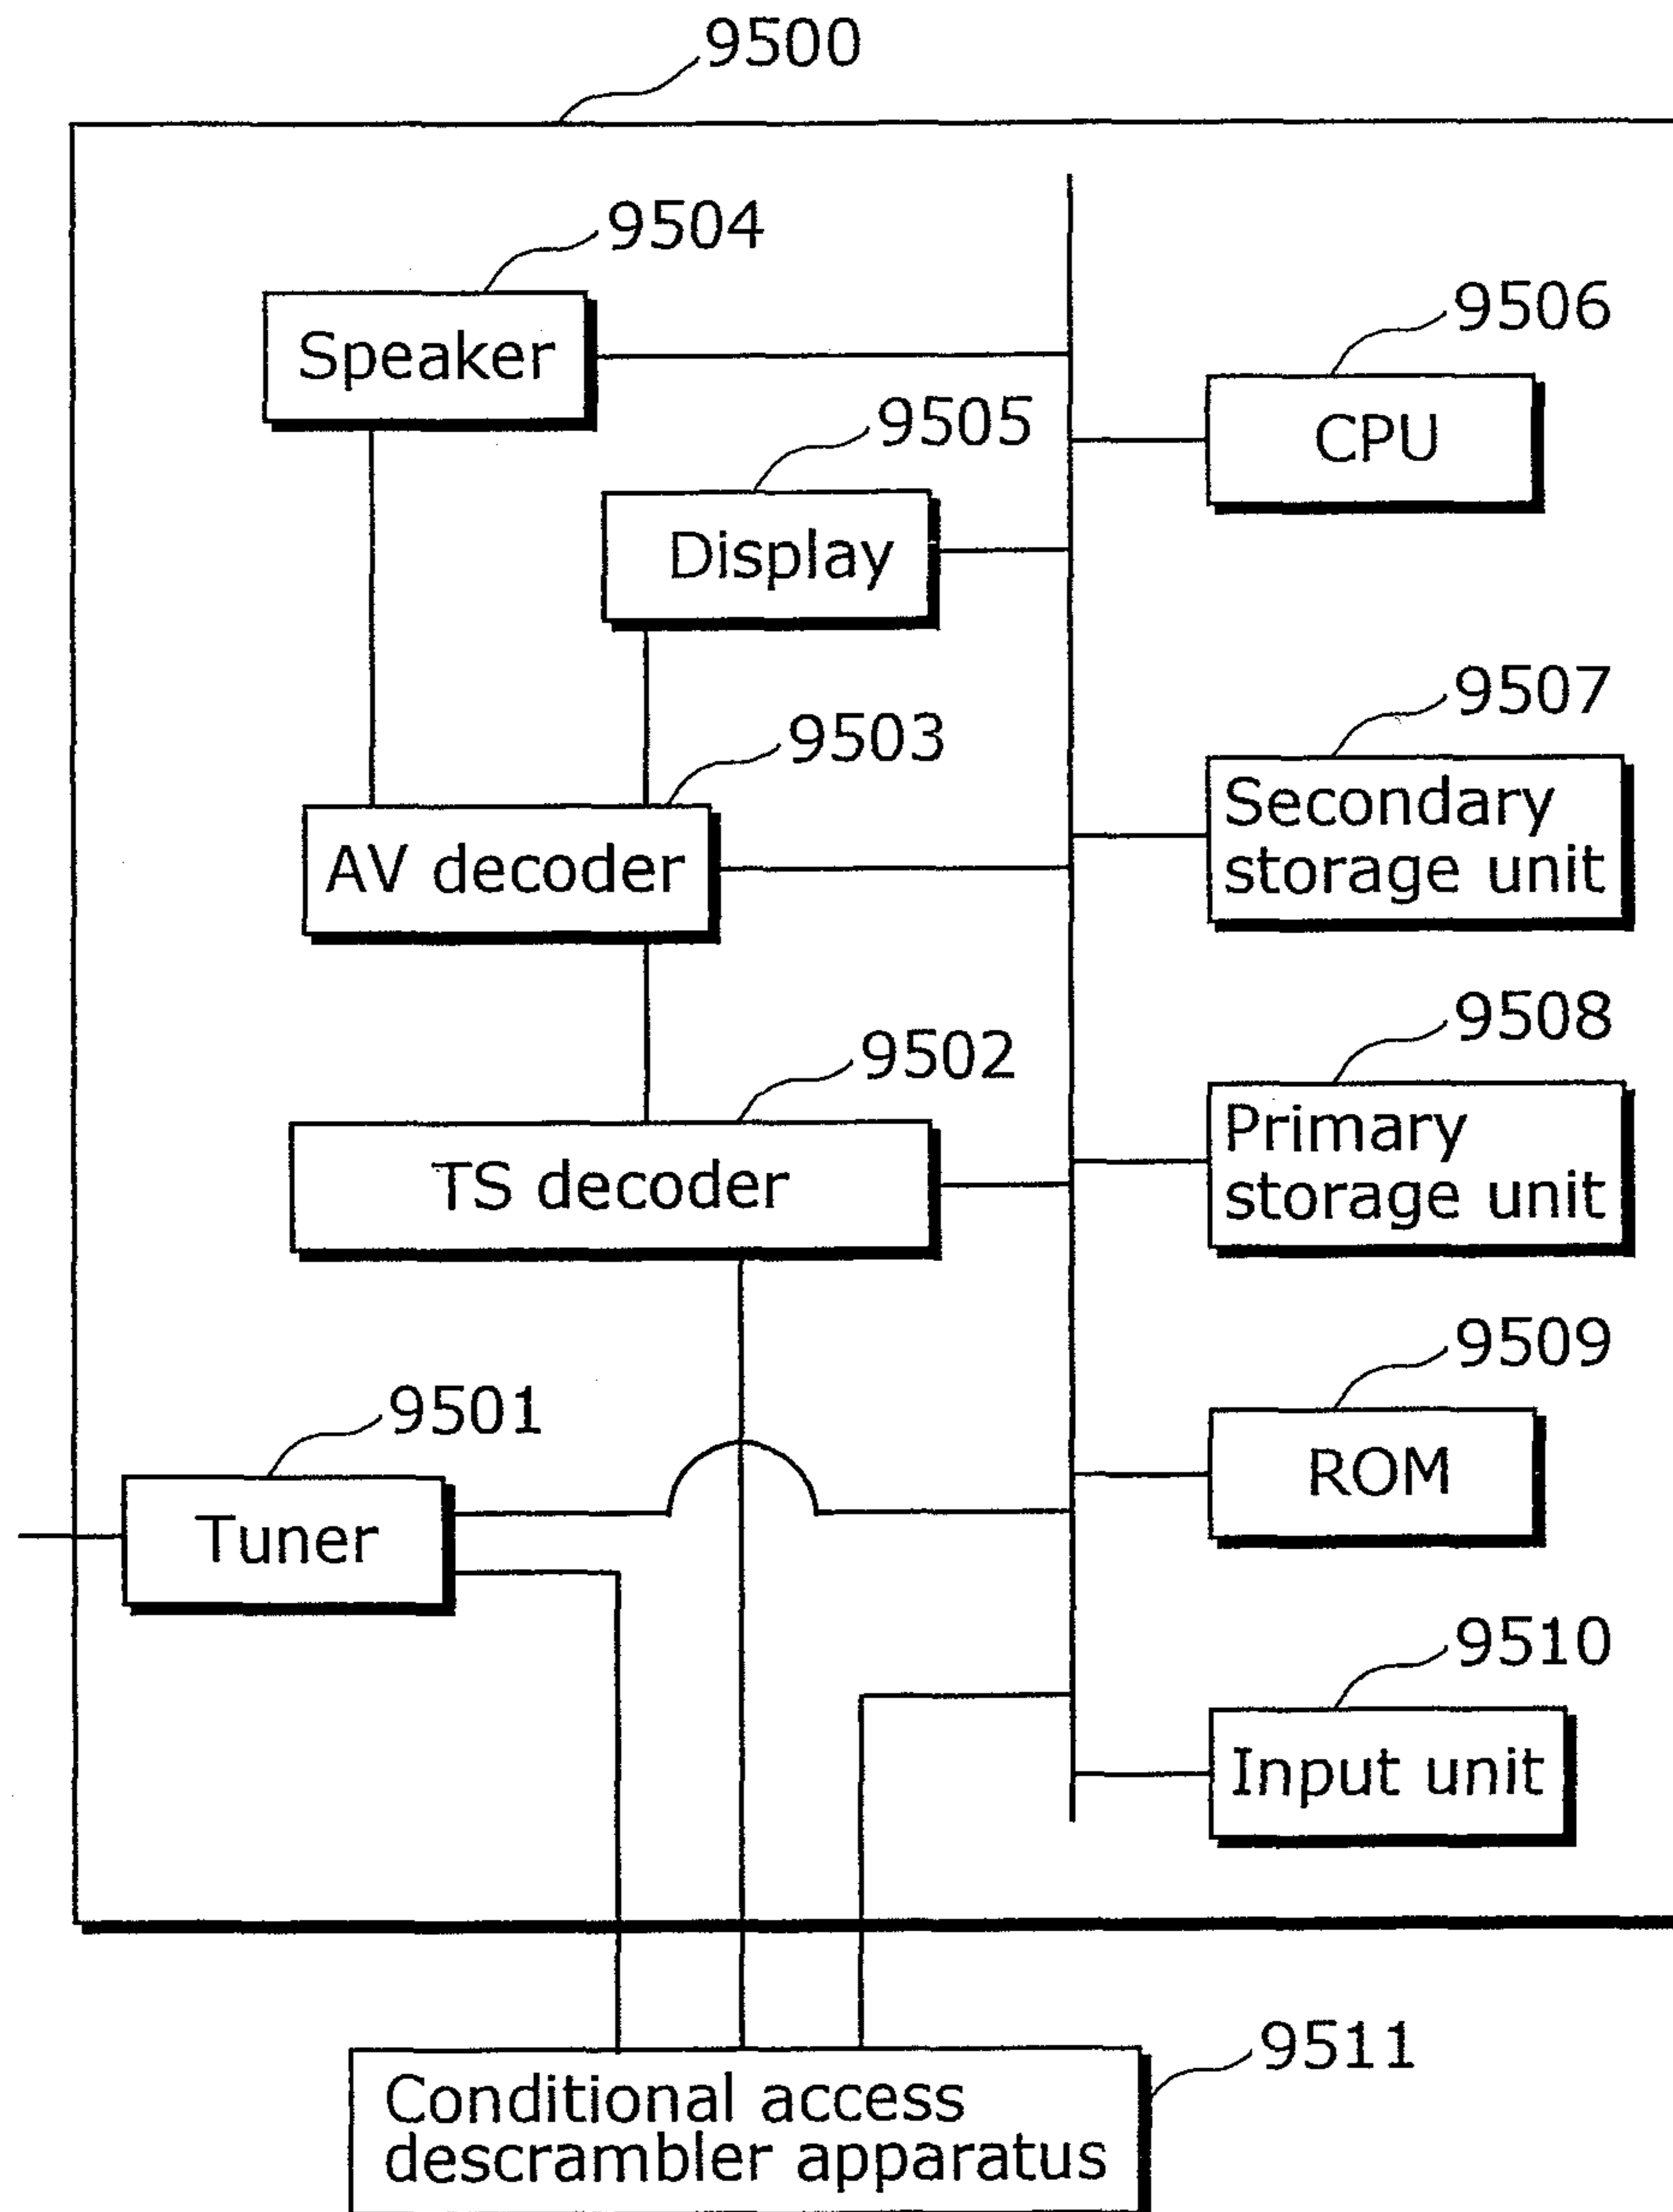 9500
9504
Speaker
9506
CPU
9505
Display
9507
Secondary
storage unit
9503
AV decoder
9508
Primary
storage unit
9502
TS decoder
9509
ROM
9501
Tuner
9510
Input unit
9511
Conditional access
descrambler apparatus